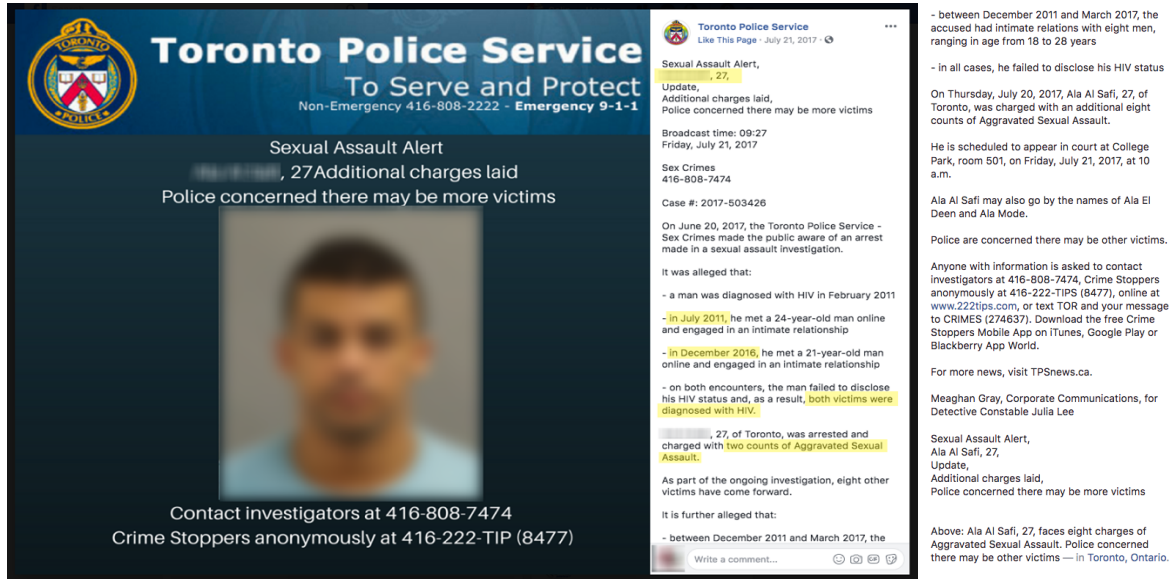 TORONTO
POLICE
Toronto Police Service
To Serve and Protect
Non-Emergency 416-808-2222 - Emergency 9-1-1
Sexual Assault Alert
, 27Additional charges laid
Police concerned there may be more victims
Contact investigators at 416-808-7474
Crime Stoppers anonymously at 416-222-TIP (8477)
Toronto Police Service
Like This Page · July 21, 2017 ·
Sexual Assault Alert,
, 27,
Update,
Additional charges laid,
Police concerned there may be more victims
Broadcast time: 09:27
Friday, July 21, 2017
Sex Crimes
416-808-7474
Case #: 2017-503426
On June 20, 2017, the Toronto Police Service -
Sex Crimes made the public aware of an arrest
made in a sexual assault investigation.
It was alleged that:
- a man was diagnosed with HIV in February 2011
- in July 2011, he met a 24-year-old man online
and engaged in an intimate relationship
- in December 2016, he met a 21-year-old man
online and engaged in an intimate relationship
- on both encounters, the man failed to disclose
his HIV status and, as a result, both victims were
diagnosed with HIV.
, 27, of Toronto, was arrested and
charged with two counts of Aggravated Sexual
Assault.
As part of the ongoing investigation, eight other
victims have come forward.
It is further alleged that:
- between December 2011 and March 2017, the
Write a comment...
- between December 2011 and March 2017, the
accused had intimate relations with eight men,
ranging in age from 18 to 28 years
- in all cases, he failed to disclose his HIV status
On Thursday, July 20, 2017, Ala Al Safi, 27, of
Toronto, was charged with an additional eight
counts of Aggravated Sexual Assault.
He is scheduled to appear in court at College
Park, room 501, on Friday, July 21, 2017, at 10
a.m.
Ala Al Safi may also go by the names of Ala El
Deen and Ala Mode.
Police are concerned there may be other victims.
Anyone with information is asked to contact
investigators at 416-808-7474, Crime Stoppers
anonymously at 416-222-TIPS (8477), online at
www.222tips.com, or text TOR and your message
to CRIMES (274637). Download the free Crime
Stoppers Mobile App on iTunes, Google Play or
Blackberry App World.
For more news, visit TPSnews.ca.
Meaghan Gray, Corporate Communications, for
Detective Constable Julia Lee
Sexual Assault Alert,
Ala Al Safi, 27,
Update,
Additional charges laid,
Police concerned there may be more victims
Above: Ala Al Safi, 27, faces eight charges of
Aggravated Sexual Assault. Police concerned
there may be other victims — in Toronto, Ontario.